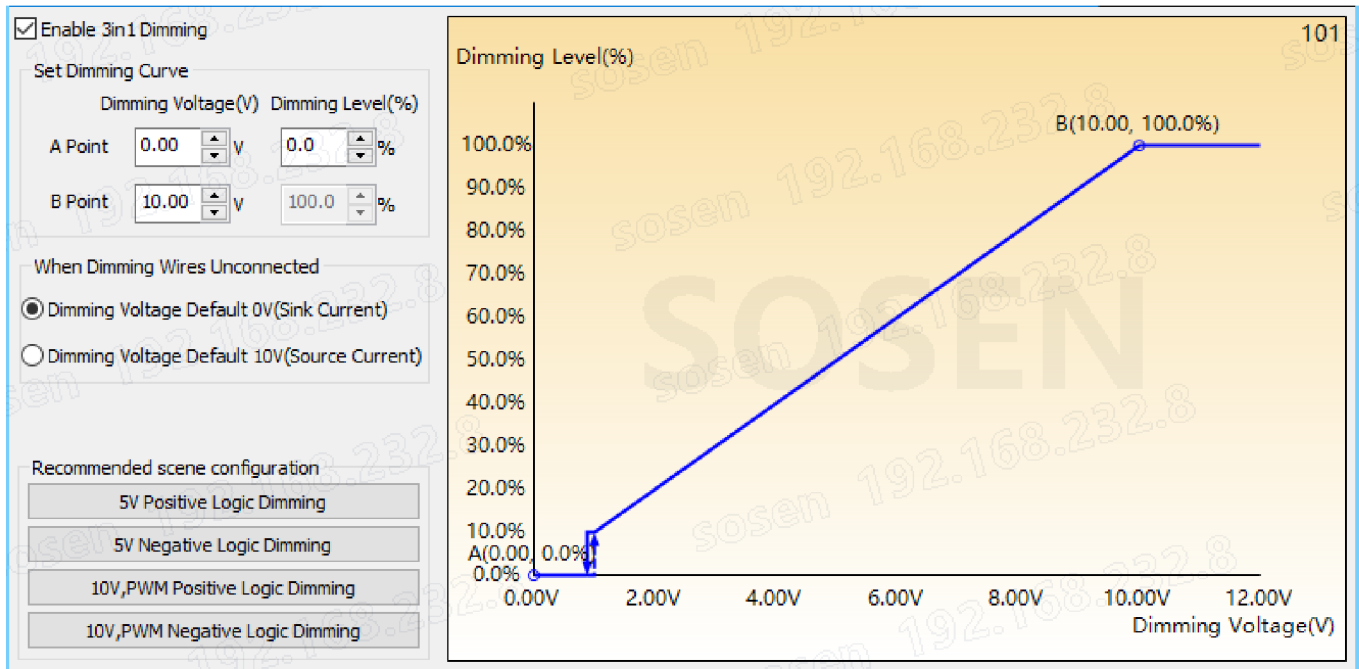 Enable 3in1 Dimming
Set Dimming Curve
Dimming Voltage(V) Dimming Level(%)
A Point 0.00 V 0.0 %
B Point 10.00 V 100.0 %
When Dimming Wires Unconnected
Dimming Voltage Default 0V(Sink Current)
Dimming Voltage Default 10V(Source Current)
Recommended scene configuration
5V Positive Logic Dimming
5V Negative Logic Dimming
10V,PWM Positive Logic Dimming
10V,PWM Negative Logic Dimming
101
Dimming Level(%)
B(10.00, 100.0%)
100.0%
90.0%
80.0%
70.0%
60.0%
50.0%
40.0%
30.0%
20.0%
10.0%
A(0.00, 0.0%)
0.0%
0.00V 2.00V 4.00V 6.00V 8.00V 10.00V 12.00V
Dimming Voltage(V)
SOSEN
sosen 192.168.232.8